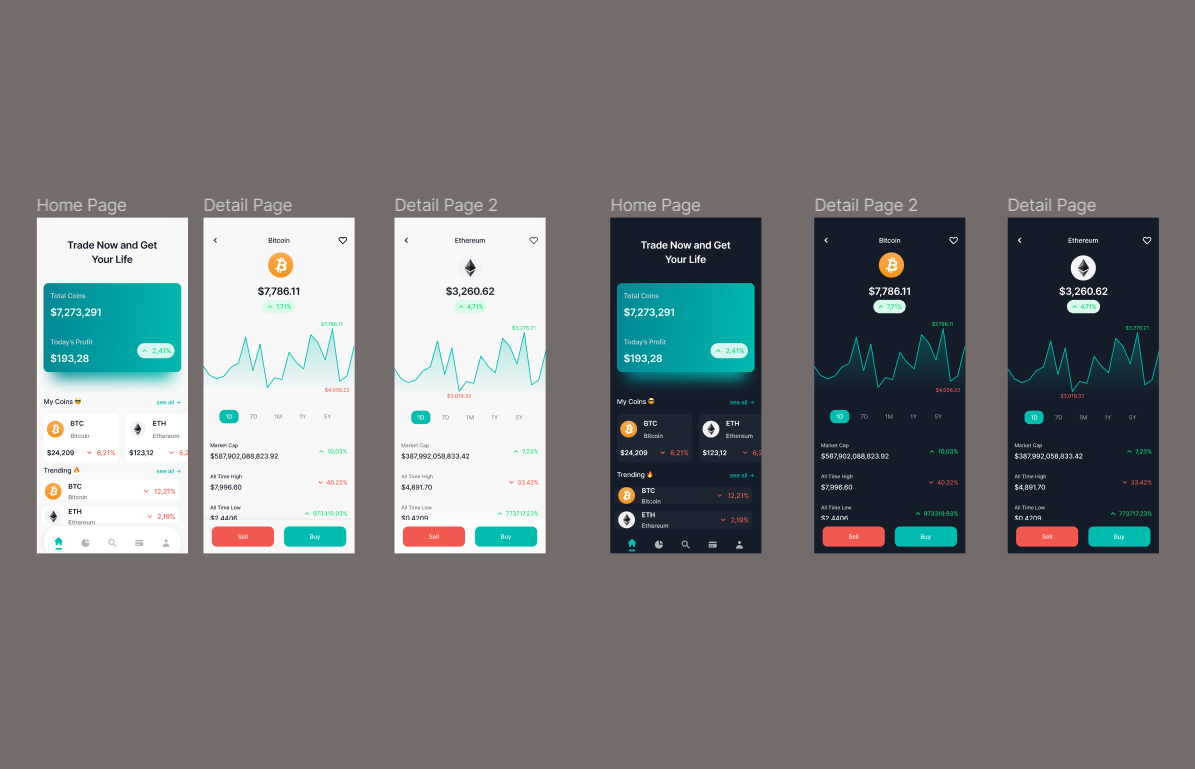 Home Page
Trade Now and Get
Your Life
Total Coins
$7,273,291
Today's Profit
$193,28
2,41%
My Coins 😎
see all →
BTC
Bitcoin
$24,209
6,21%
ETH
Ethereum
$123,12
6,2
Trending 🔥
see all →
BTC
Bitcoin
12,21%
ETH
Ethereum
2,19%
Detail Page
Bitcoin
$7,786.11
7,71%
$7,786.11
$4,056.22
1D 7D 1M 1Y 5Y
Market Cap
$587,902,088,823.92
10,03%
All Time High
$7,996.60
40.22%
All Time Low
$2.4406
973319.93%
Sell
Buy
Detail Page 2
Ethereum
$3,260.62
4,71%
$3,276.21
$3,019.32
1D 7D 1M 1Y 5Y
Market Cap
$387,992,058,833.42
7,23%
All Time High
$4,891.70
33.42%
All Time Low
$0.4209
773717.23%
Sell
Buy
Home Page
Trade Now and Get
Your Life
Total Coins
$7,273,291
Today's Profit
$193,28
2,41%
My Coins 😎
see all →
BTC
Bitcoin
$24,209
6,21%
ETH
Ethereum
$123,12
6,2
Trending 🔥
see all →
BTC
Bitcoin
12,21%
ETH
Ethereum
2,19%
Detail Page 2
Bitcoin
$7,786.11
7,71%
$7,786.11
$4,056.22
1D 7D 1M 1Y 5Y
Market Cap
$587,902,088,823.92
10,03%
All Time High
$7,996.60
40.22%
All Time Low
$2.4406
973319.93%
Sell
Buy
Detail Page
Ethereum
$3,260.62
4,71%
$3,276.21
$3,019.32
1D 7D 1M 1Y 5Y
Market Cap
$387,992,058,833.42
7,23%
All Time High
$4,891.70
33.42%
All Time Low
$0.4209
773717.23%
Sell
Buy